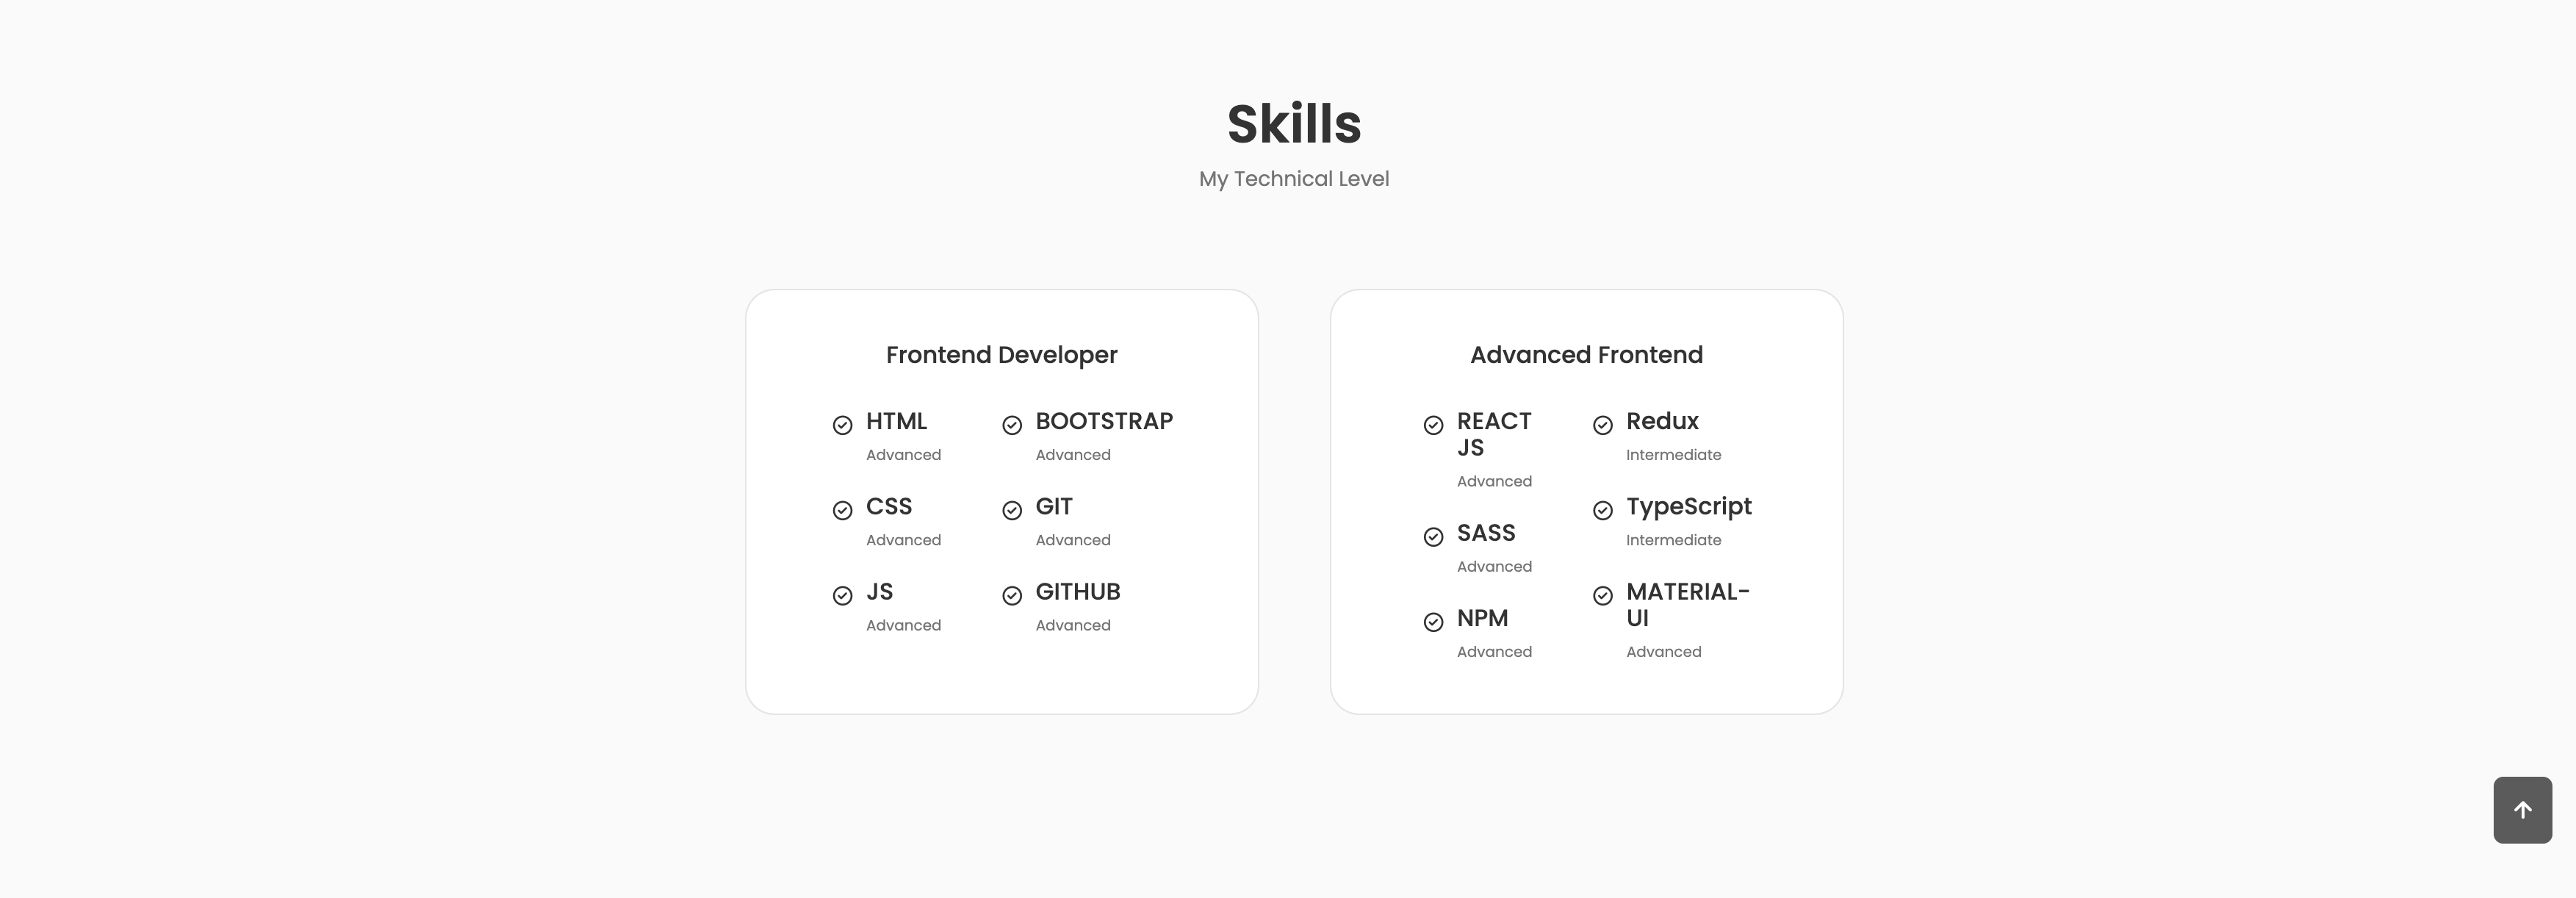 Skills
My Technical Level
Frontend Developer
HTML
Advanced
CSS
Advanced
JS
Advanced
BOOTSTRAP
Advanced
GIT
Advanced
GITHUB
Advanced
Advanced Frontend
REACT
JS
Advanced
SASS
Advanced
NPM
Advanced
Redux
Intermediate
TypeScript
Intermediate
MATERIAL-
UI
Advanced